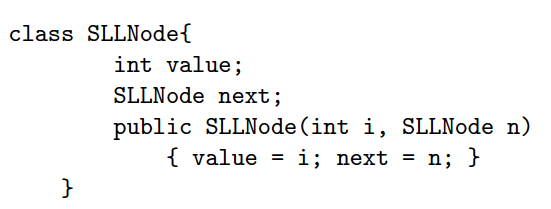 class SLLNode{
int value;
SLLNode next;
public SLLNode(int i, SLLNode n)
{ value = i; next = n; }
}